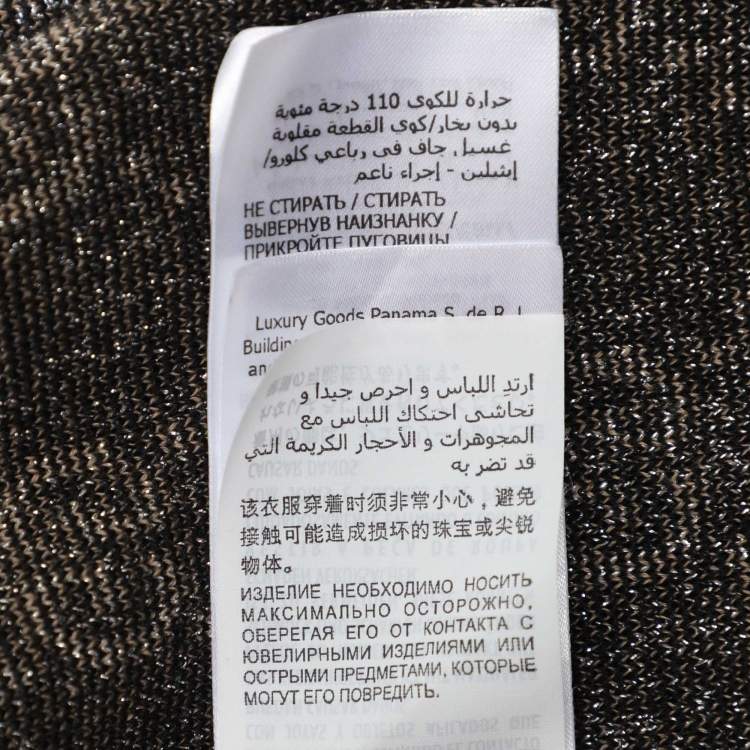 حرارة للكوي 110 درجة مئوية
بدون بخار/كوي القطعة مقلوبة
غسيل جاف في رباعي كلورو/
إيثيلين - إجراء ناعم
НЕ СТИРАТЬ / СТИРАТЬ
ВЫВЕРНУВ НАИЗНАНКУ /
ПРИКРОЙТЕ ПУГОВИЦЫ
Luxury Goods Panama S. de R. L
Building
an
ارتدِ اللباس و احرص جيدا و
تحاشى احتكاك اللباس مع
المجوهرات و الأحجار الكريمة التي
قد تضر به
该衣服穿着时须非常小心，避免
接触可能造成损坏的珠宝或尖锐
物体。
ИЗДЕЛИЕ НЕОБХОДИМО НОСИТЬ
МАКСИМАЛЬНО ОСТОРОЖНО,
ОБЕРЕГАЯ ЕГО ОТ КОНТАКТА С
ЮВЕЛИРНЫМИ ИЗДЕЛИЯМИ ИЛИ
ОСТРЫМИ ПРЕДМЕТАМИ, КОТОРЫЕ
МОГУТ ЕГО ПОВРЕДИТЬ.